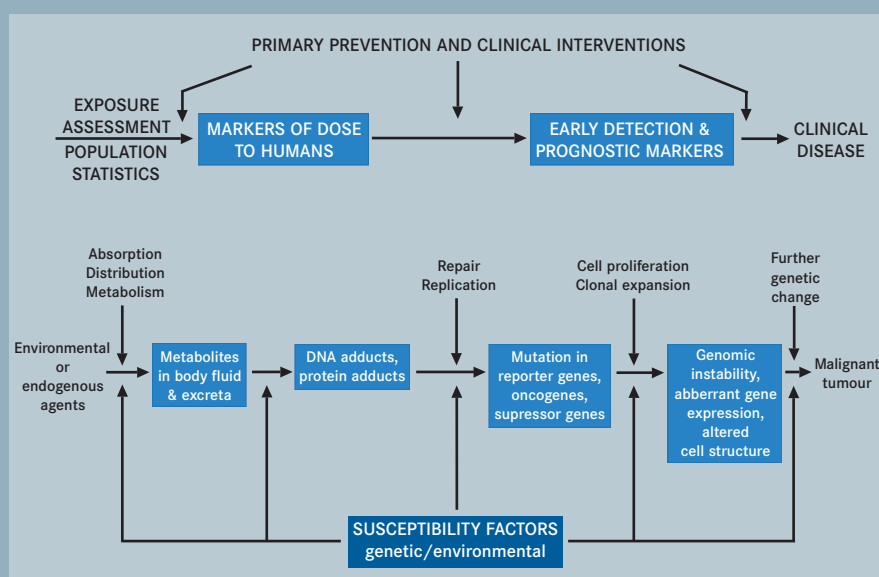 PRIMARY PREVENTION AND CLINICAL INTERVENTIONS
EXPOSURE
ASSESSMENT
POPULATION
STATISTICS
MARKERS OF DOSE
TO HUMANS
EARLY DETECTION &
PROGNOSTIC MARKERS
CLINICAL
DISEASE
Absorption
Distribution
Metabolism
Repair
Replication
Cell proliferation
Clonal expansion
Further
genetic
change
Environmental
or
endogenous
agents
Metabolites
in body fluid
& excreta
DNA adducts,
protein adducts
Mutation in
reporter genes,
oncogenes,
supressor genes
Genomic
instability,
abberrant gene
expression,
altered
cell structure
Malignant
tumour
SUSCEPTIBILITY FACTORS
genetic/environmental